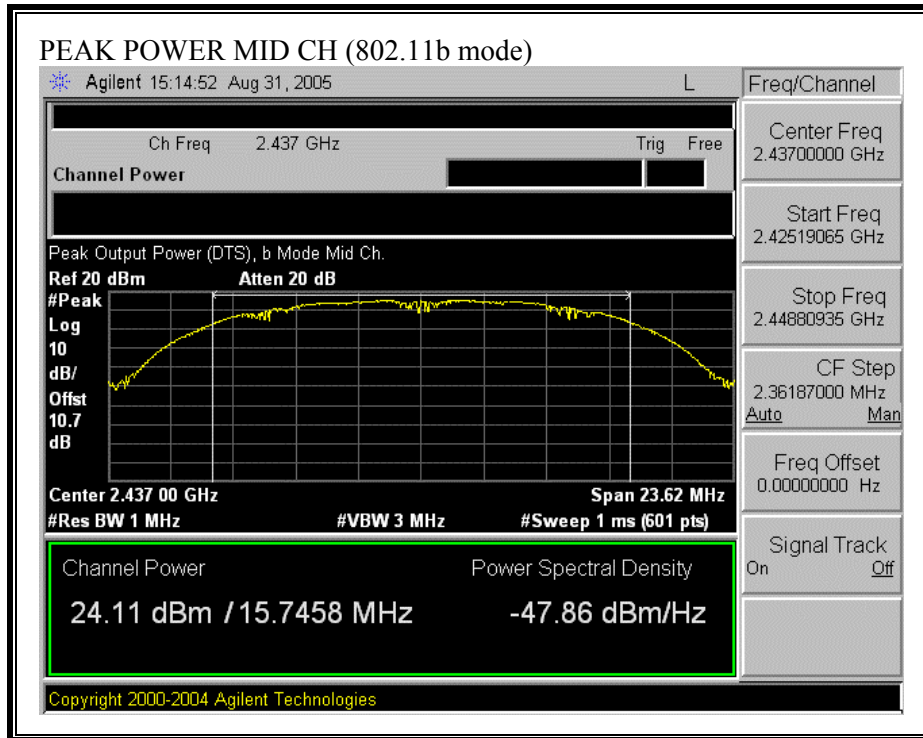 PEAK POWER MID CH (802.11b mode)
Agilent 15:14:52 Aug 31, 2005 L
Freq/Channel
Ch Freq 2.437 GHz Trig Free
Channel Power
Center Freq
2.43700000 GHz
Start Freq
2.42519065 GHz
Stop Freq
2.44880935 GHz
CF Step
2.36187000 MHz
Auto Man
Freq Offset
0.00000000 Hz
Signal Track
On Off
Peak Output Power (DTS), b Mode Mid Ch.
Ref 20 dBm Atten 20 dB
#Peak
Log
10
dB/
Offst
10.7
dB
Center 2.437 00 GHz Span 23.62 MHz
#Res BW 1 MHz #VBW 3 MHz #Sweep 1 ms (601 pts)
Channel Power Power Spectral Density
24.11 dBm / 15.7458 MHz -47.86 dBm/Hz
Copyright 2000-2004 Agilent Technologies